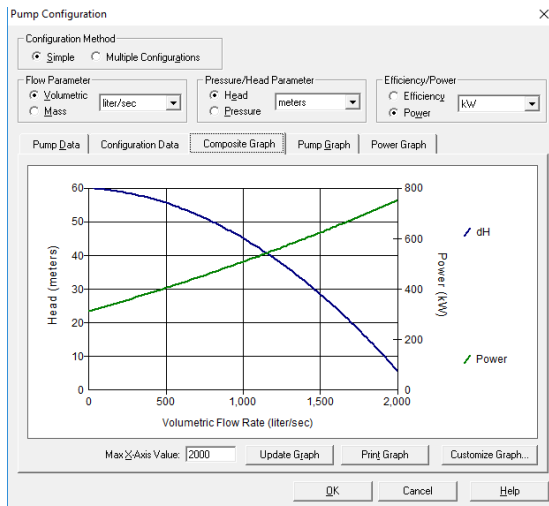 Pump Configuration
Configuration Method
Simple Multiple Configurations
Flow Parameter Pressure/Head Parameter Efficiency/Power
Volumetric Head Efficiency
liter/sec meters kW
Mass Pressure Power
Pump Data Configuration Data Composite Graph Pump Graph Power Graph
60 800
50
dH
600
40
Head (meters)
30 400
Power (kW)
20
200
10
Power
0 0
0 500 1,000 1,500 2,000
Volumetric Flow Rate (liter/sec)
Max X-Axis Value: 2000 Update Graph Print Graph Customize Graph...
OK Cancel Help